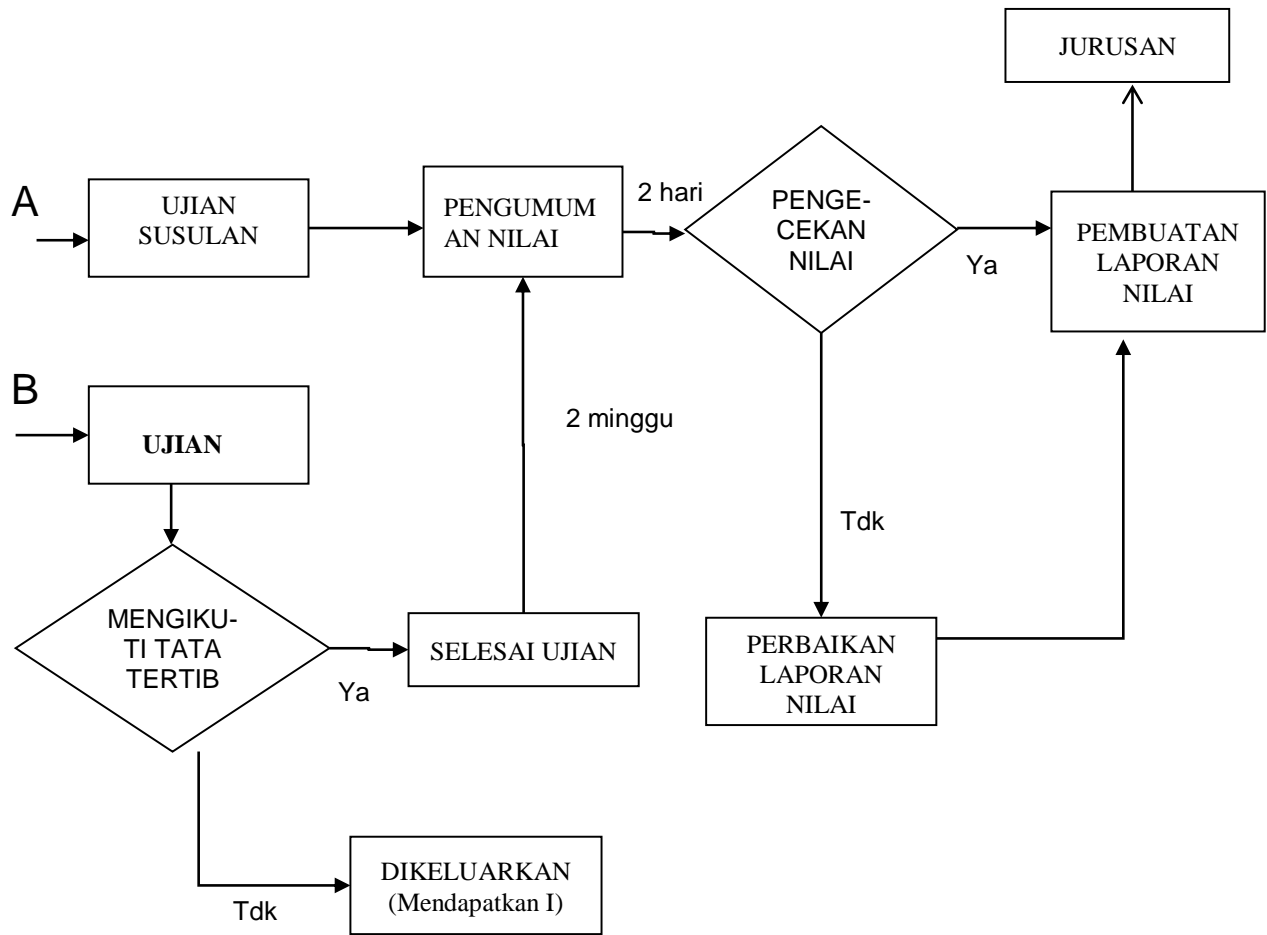 JURUSAN
A
UJIAN
SUSULAN
PENGUMUM
AN NILAI
2 hari
PENGE-
CEKAN
NILAI
Ya
PEMBUATAN
LAPORAN
NILAI
B
UJIAN
2 minggu
Tdk
MENGIKU-
TI TATA
TERTIB
Ya
SELESAI UJIAN
PERBAIKAN
LAPORAN
NILAI
Tdk
DIKELUARKAN
(Mendapatkan I)